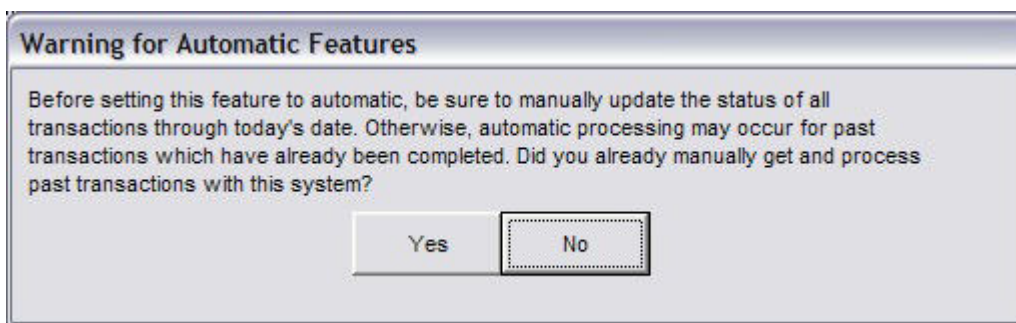 Warning for Automatic Features
Before setting this feature to automatic, be sure to manually update the status of all
transactions through today's date. Otherwise, automatic processing may occur for past
transactions which have already been completed. Did you already manually get and process
past transactions with this system?
Yes
No